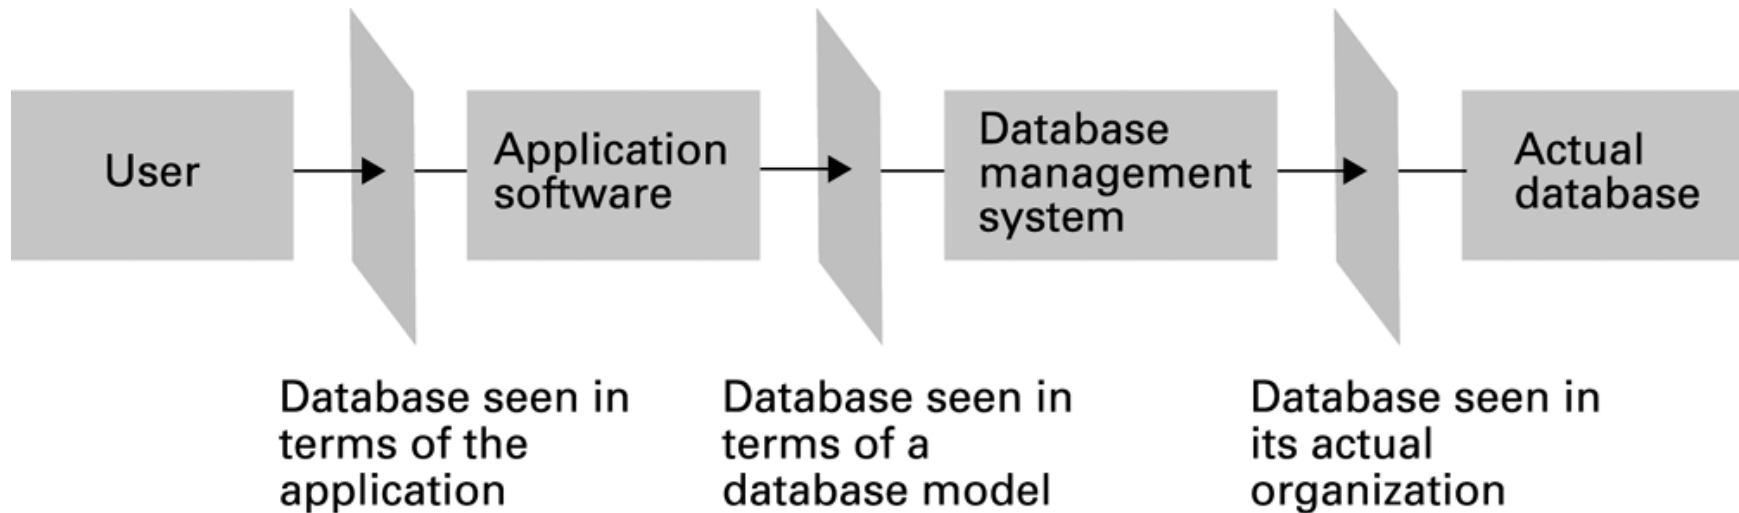 User
Application
software
Database
management
system
Actual
database
Database seen in
terms of the
application
Database seen in
terms of a
database model
Database seen in
its actual
organization